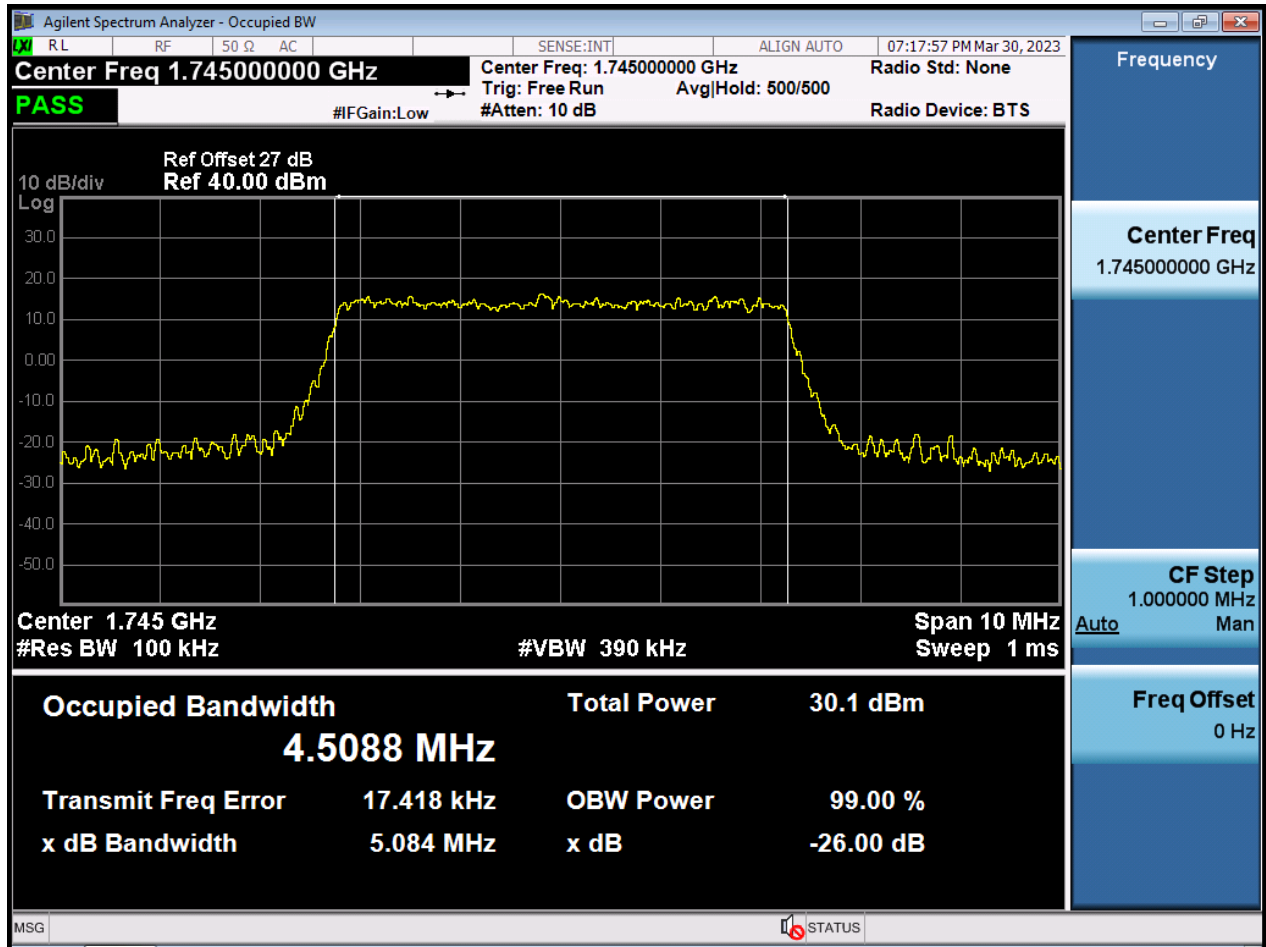 Agilent Spectrum Analyzer - Occupied BW
LXI RL RF 50 Ω AC SENSE:INT ALIGN AUTO 07:17:57 PM Mar 30, 2023
Center Freq 1.745000000 GHz
PASS
#IFGain:Low
Center Freq: 1.745000000 GHz
Trig: Free Run Avg|Hold: 500/500
#Atten: 10 dB
Radio Std: None
Radio Device: BTS
Ref Offset 27 dB
10 dB/div Ref 40.00 dBm
Log
30.0
20.0
10.0
0.00
-10.0
-20.0
-30.0
-40.0
-50.0
Center 1.745 GHz Span 10 MHz
#Res BW 100 kHz #VBW 390 kHz Sweep 1 ms
Occupied Bandwidth Total Power 30.1 dBm
4.5088 MHz
Transmit Freq Error 17.418 kHz OBW Power 99.00 %
x dB Bandwidth 5.084 MHz x dB -26.00 dB
Frequency
Center Freq
1.745000000 GHz
CF Step
1.000000 MHz
Auto Man
Freq Offset
0 Hz
MSG STATUS